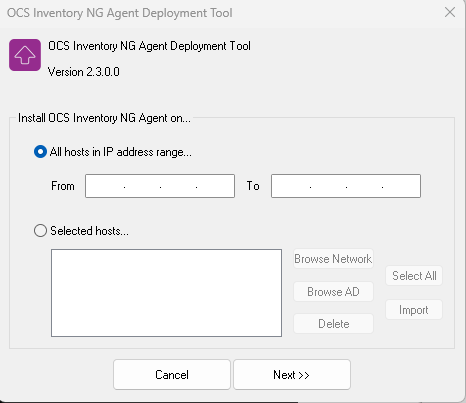 OCS Inventory NG Agent Deployment Tool
OCS Inventory NG Agent Deployment Tool
Version 2.3.0.0
Install OCS Inventory NG Agent on...
All hosts in IP address range...
From . . . To . . .
Selected hosts...
Browse Network
Select All
Browse AD
Import
Delete
Cancel Next >>